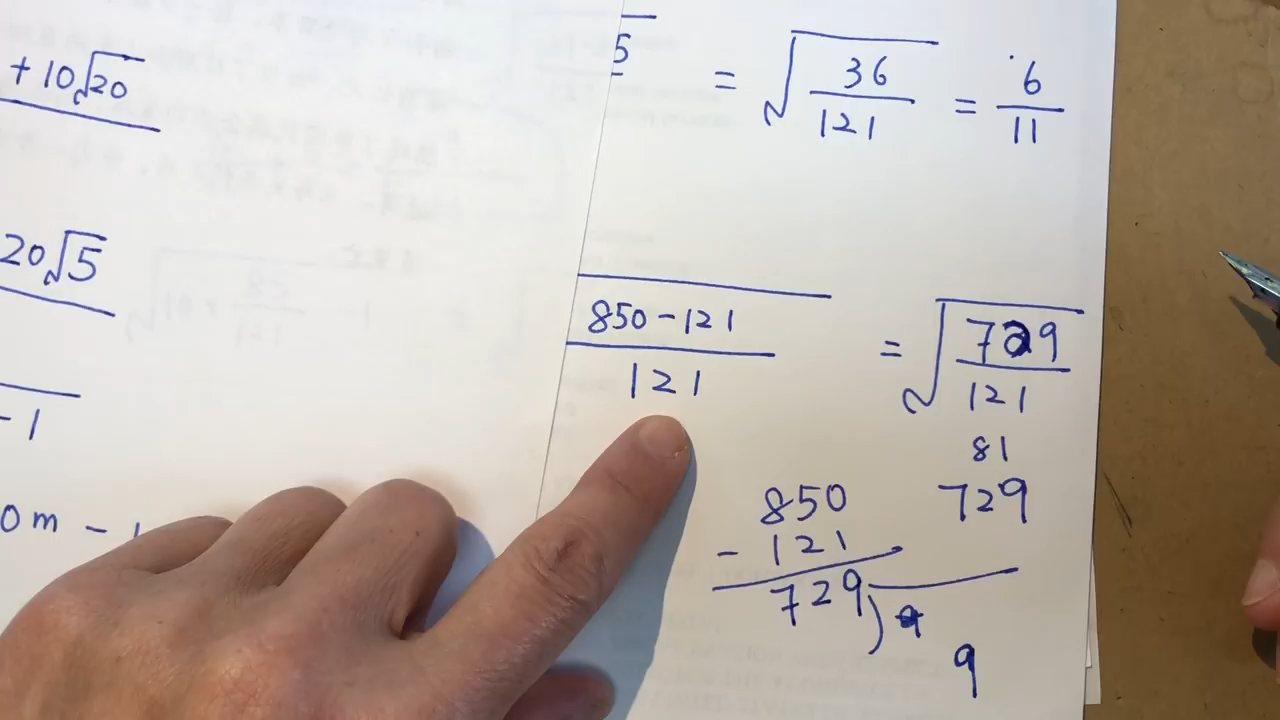 + 10√20
20√5
- 1
0m -
5
= √(36/121) = 6/11
850 - 121
121
= √(729/121)
81
850 729
- 121
729 ) 9
9